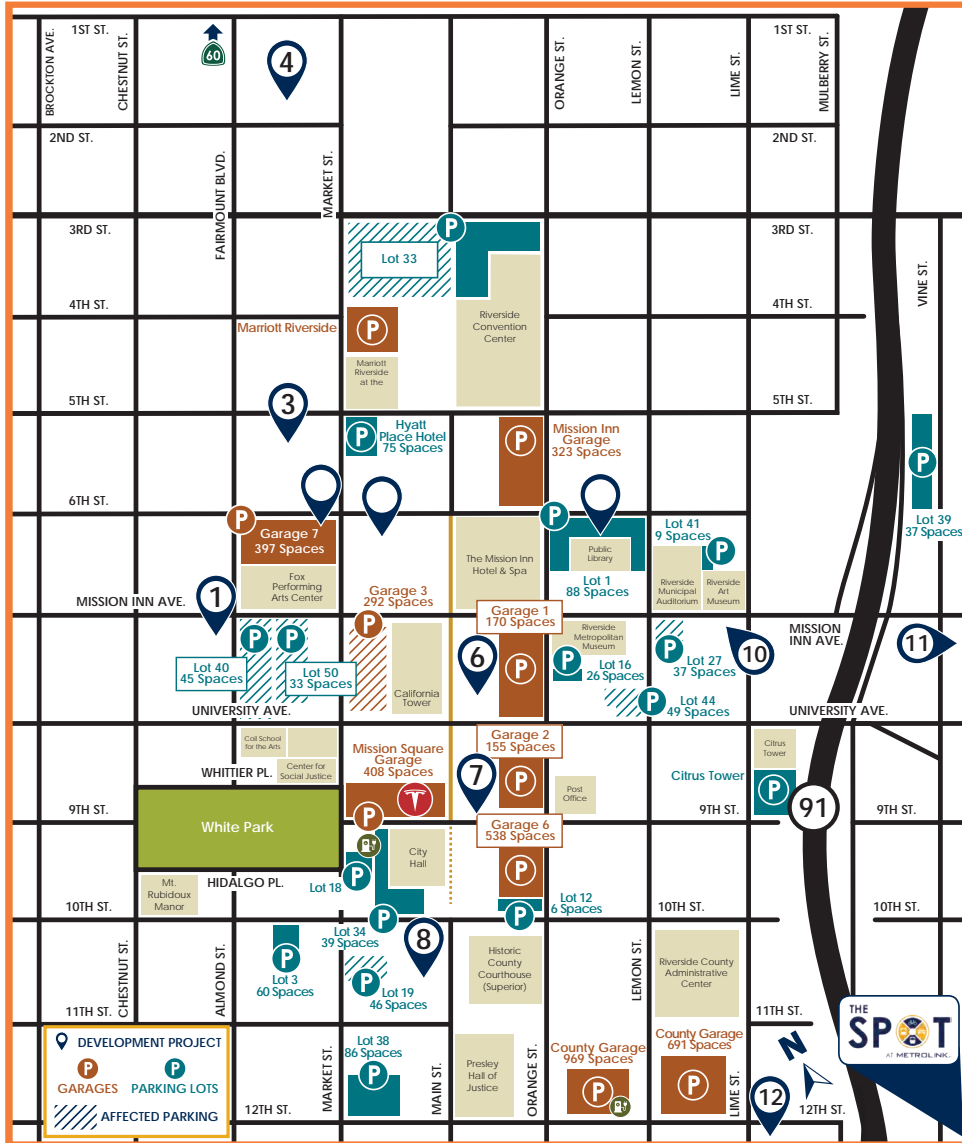 BROCKTON AVE.
1ST ST.
CHESTNUT ST.
60
4
ORANGE ST.
LEMON ST.
LIME ST.
1ST ST.
MULBERRY ST.
2ND ST.
2ND ST.
FAIRMOUNT BLVD.
MARKET ST.
3RD ST.
P
Lot 33
3RD ST.
VINE ST.
4TH ST.
4TH ST.
Marriott Riverside
P
Riverside
Convention
Center
Marriott
Riverside
at the
5TH ST.
5TH ST.
3
P
Hyatt
Place Hotel
75 Spaces
P
Mission Inn
Garage
323 Spaces
P
6TH ST.
6TH ST.
P
Garage 7
397 Spaces
P
Public
Library
Lot 1
88 Spaces
Lot 41
9 Spaces
P
Lot 39
37 Spaces
Fox
Performing
Arts Center
The Mission Inn
Hotel & Spa
Riverside
Municipal
Auditorium
Riverside
Art
Museum
1
MISSION INN AVE.
Garage 3
292 Spaces
P
Garage 1
170 Spaces
P
MISSION
INN AVE.
Riverside
Metropolitan
Museum
P
P
P
Lot 40
45 Spaces
Lot 50
33 Spaces
California
Tower
6
Lot 16
26 Spaces
P
Lot 27
37 Spaces
10
11
P
Lot 44
49 Spaces
UNIVERSITY AVE.
UNIVERSITY AVE.
Coil School
for the Arts
Center for
Social Justice
WHITTIER PL.
Mission Square
Garage
408 Spaces
P
7
Garage 2
155 Spaces
P
Post
Office
Citrus
Tower
Citrus Tower
P
91
9TH ST.
9TH ST.
9TH ST.
White Park
Garage 6
538 Spaces
City
Hall
P
Lot 18
HIDALGO PL.
Mt.
Rubidoux
Manor
Lot 12
6 Spaces
P
10TH ST.
10TH ST.
10TH ST.
P
Lot 34
39 Spaces
8
P
Lot 3
60 Spaces
P
Lot 19
46 Spaces
Historic
County
Courthouse
(Superior)
Riverside County
Administrative
Center
CHESTNUT ST.
ALMOND ST.
LEMON ST.
11TH ST.
11TH ST.
THE
SPOT
AT METROLINK.
N
DEVELOPMENT PROJECT
P
GARAGES
P
PARKING LOTS
AFFECTED PARKING
MARKET ST.
Lot 38
86 Spaces
P
MAIN ST.
Presley
Hall of
Justice
ORANGE ST.
County Garage
969 Spaces
P
County Garage
691 Spaces
P
LIME ST.
12
12TH ST.
12TH ST.